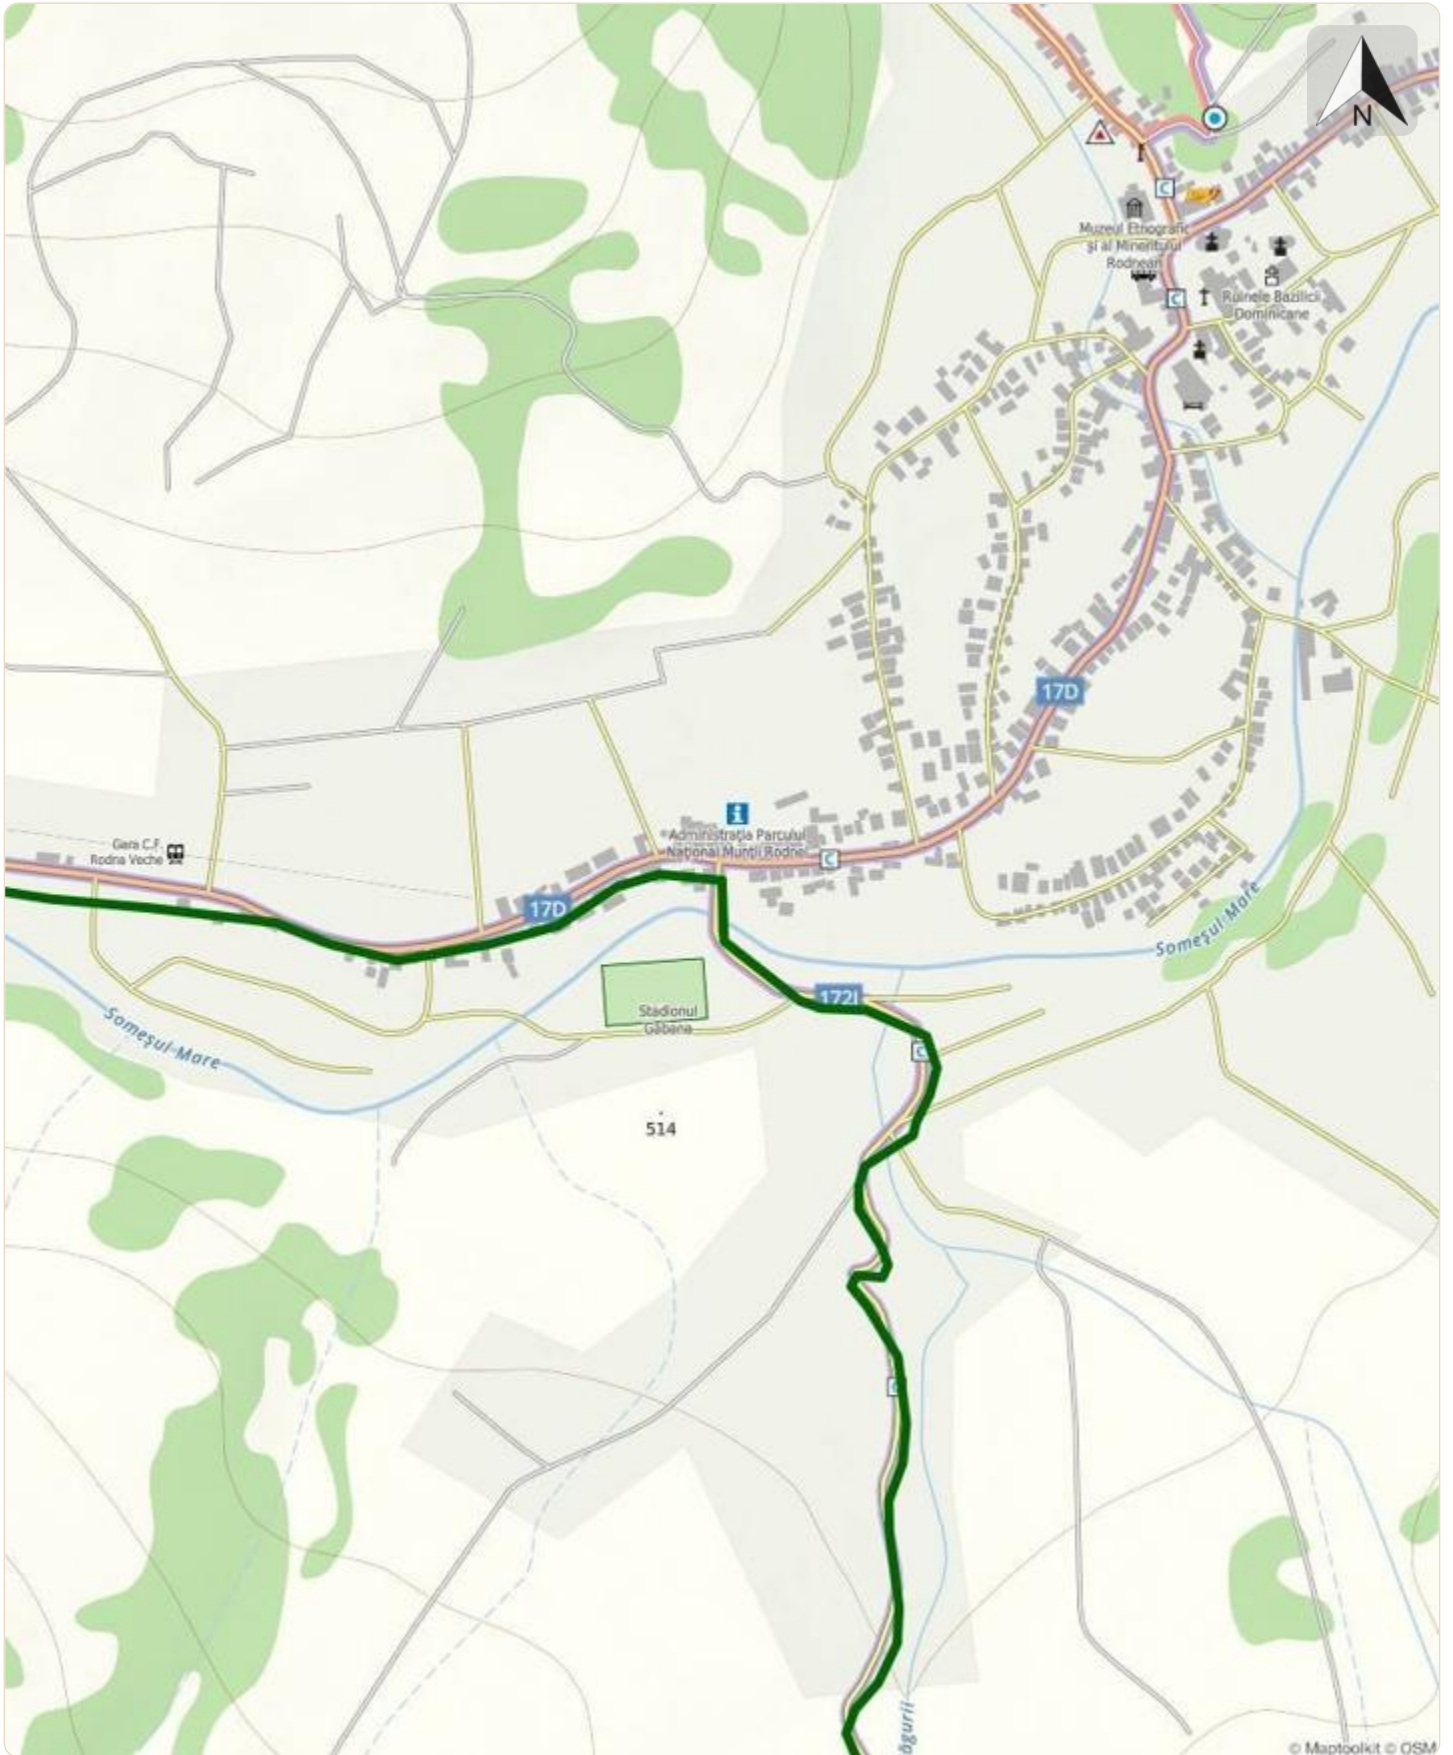 N
C
Muzeul Etnografic
și al Mineritului
Rodnean
C
Ruinele Bazilicii
Dominicane
17D
Administrația Parcului
Național Munții Rodnei
C
Gara C.F.
Rodna Veche
17D
Someșul Mare
172I
Stadionul
Găbana
Someșul Mare
C
514
C
© Maptoolkit © OSM